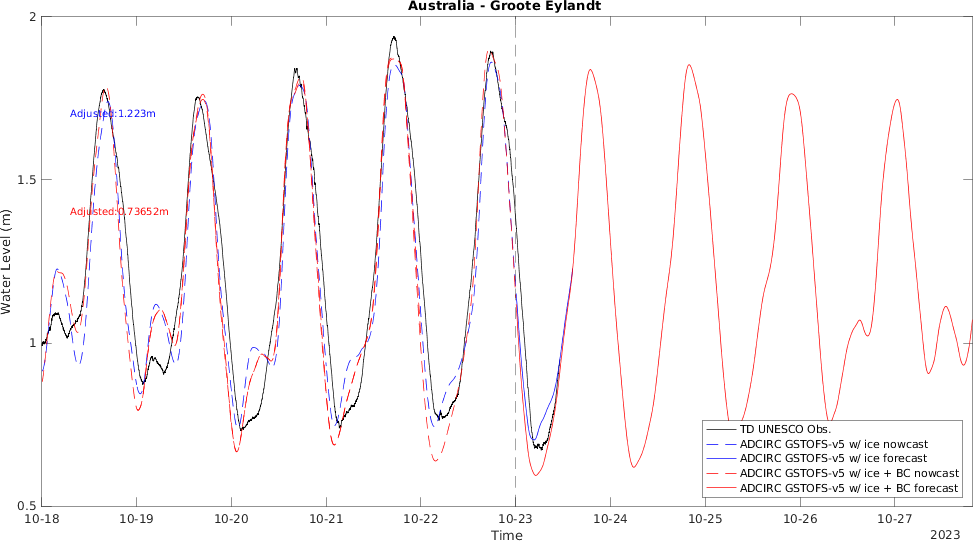 Australia - Groote Eylandt
Water Level (m)
2
1.5
1
0.5
Adjusted:1.223m
Adjusted:0.73652m
TD UNESCO Obs.
ADCIRC GSTOFS-v5 w/ ice nowcast
ADCIRC GSTOFS-v5 w/ ice forecast
ADCIRC GSTOFS-v5 w/ ice + BC nowcast
ADCIRC GSTOFS-v5 w/ ice + BC forecast
10-18 10-19 10-20 10-21 10-22 10-23 10-24 10-25 10-26 10-27
Time
2023